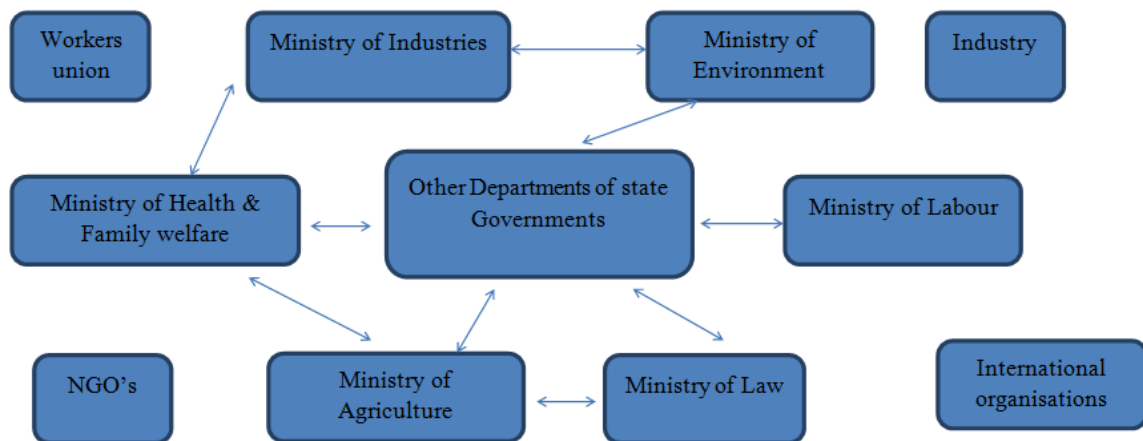 Workers
union
Ministry of Industries
Ministry of
Environment
Industry
Ministry of Health &
Family welfare
Other Departments of state
Governments
Ministry of Labour
NGO's
Ministry of
Agriculture
Ministry of Law
International
organisations